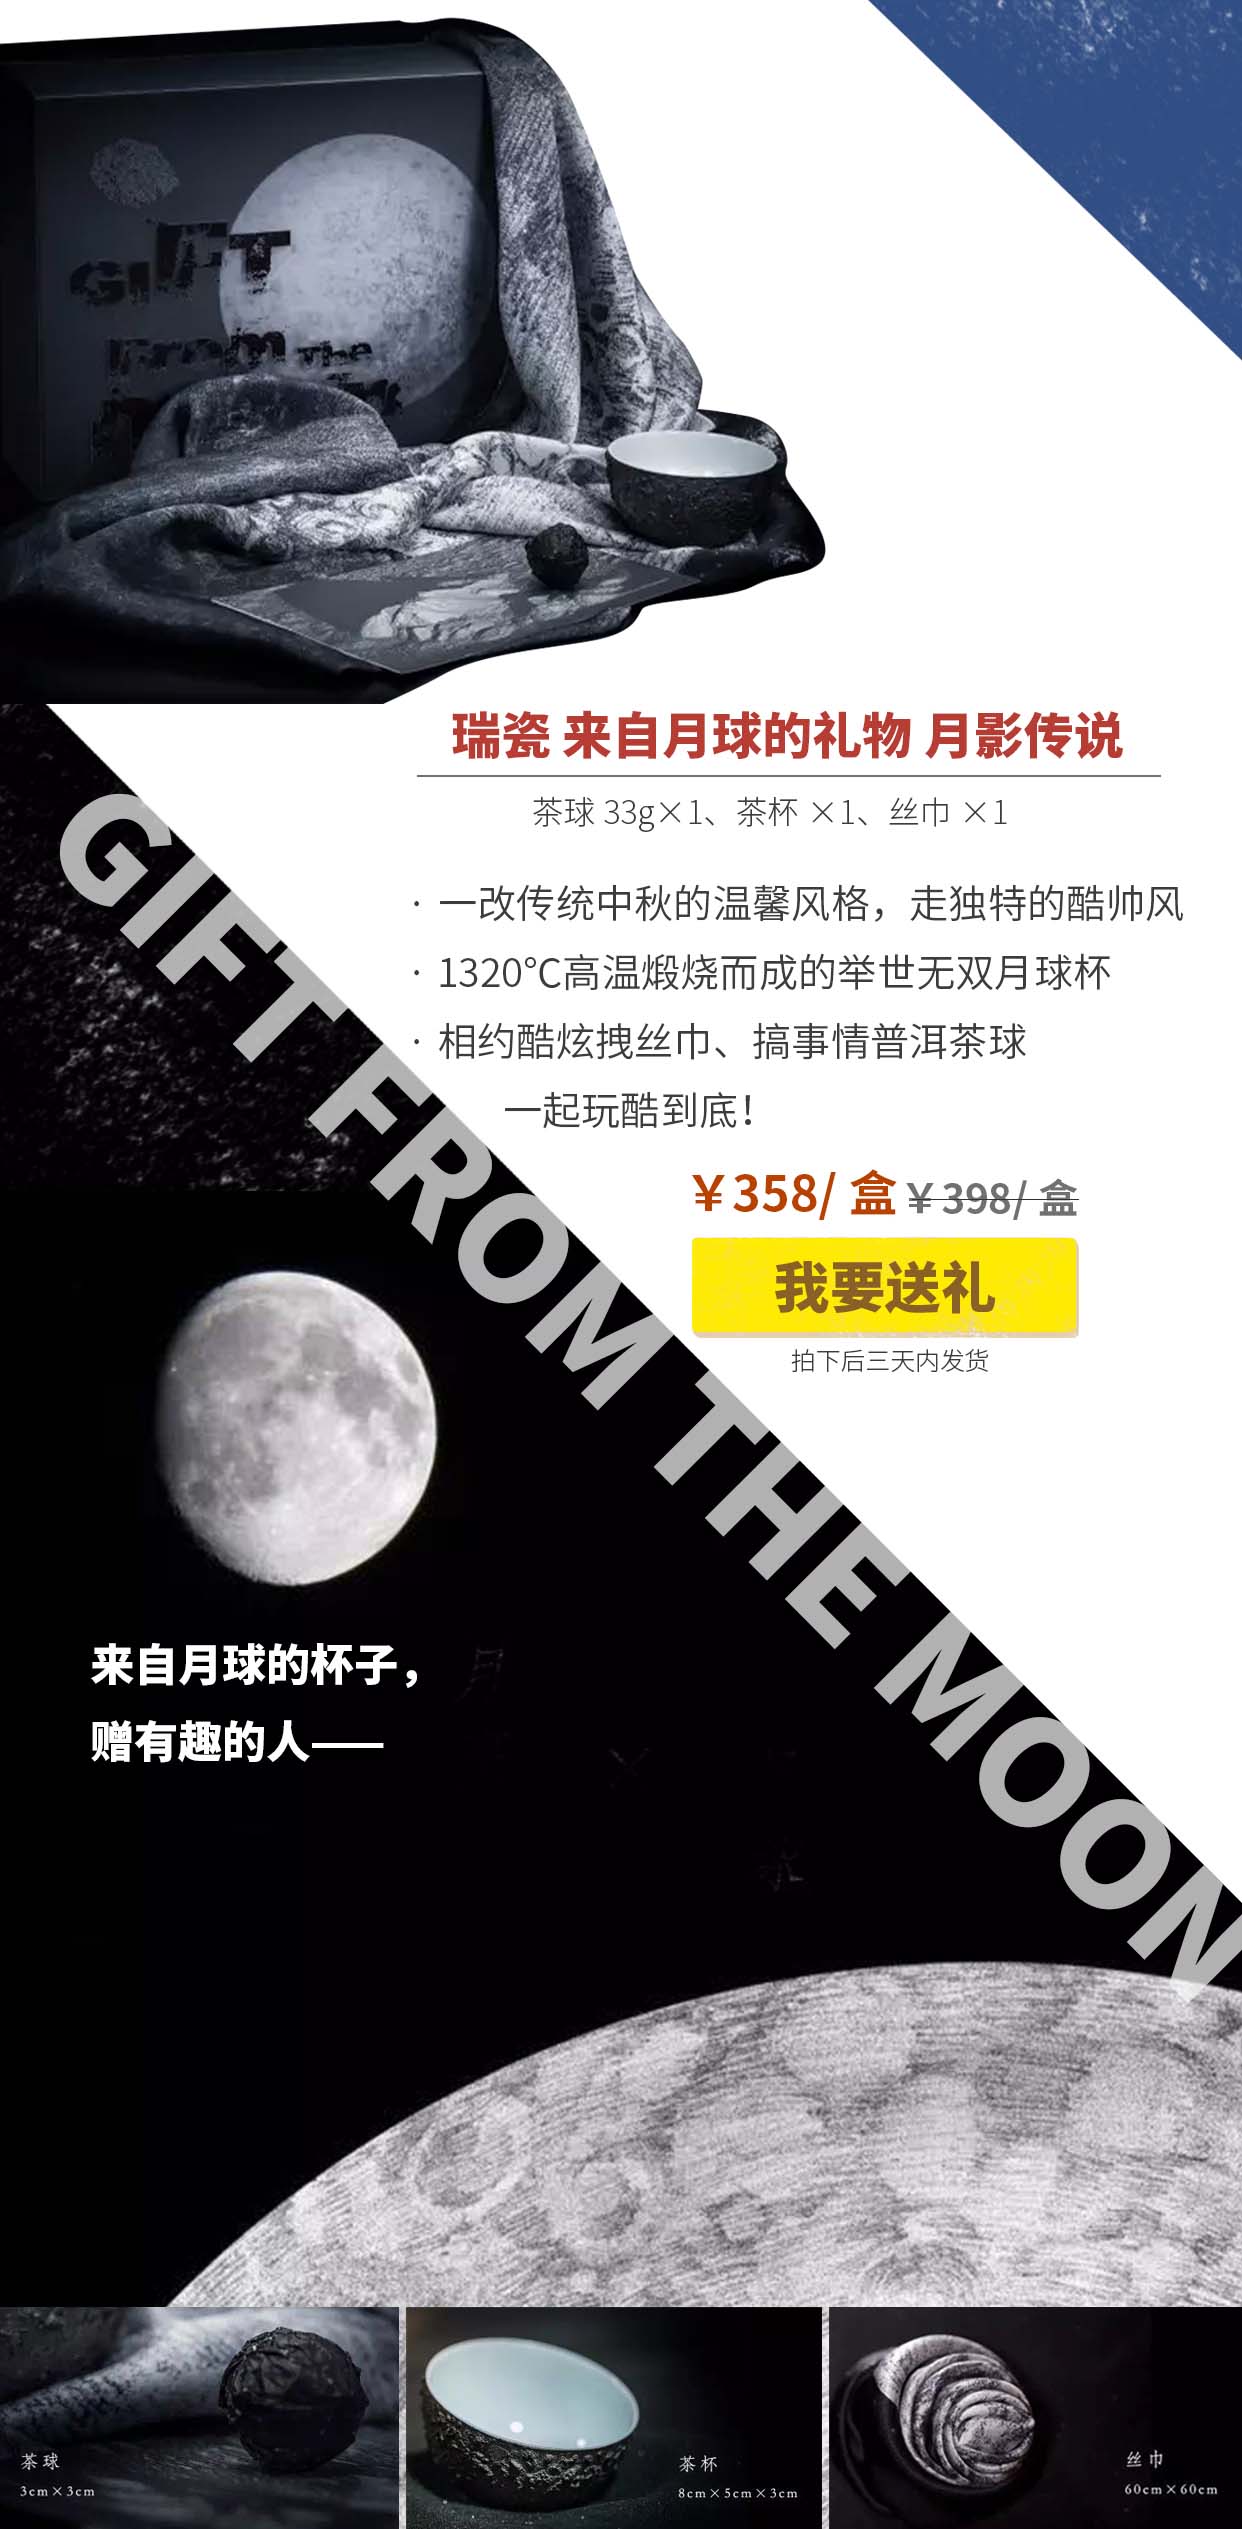 GIFT
From The
瑞瓷 来自月球的礼物 月影传说
茶球 33g×1、茶杯 ×1、丝巾 ×1
· 一改传统中秋的温馨风格，走独特的酷帅风
· 1320℃高温煅烧而成的举世无双月球杯
· 相约酷炫拽丝巾、搞事情普洱茶球
一起玩酷到底！
￥358/ 盒 ￥398/ 盒
我要送礼
拍下后三天内发货
GIFT FROM THE MOON
来自月球的杯子，
赠有趣的人——
月
茶球
3cm×3cm
茶杯
8cm×5cm×3cm
丝巾
60cm×60cm